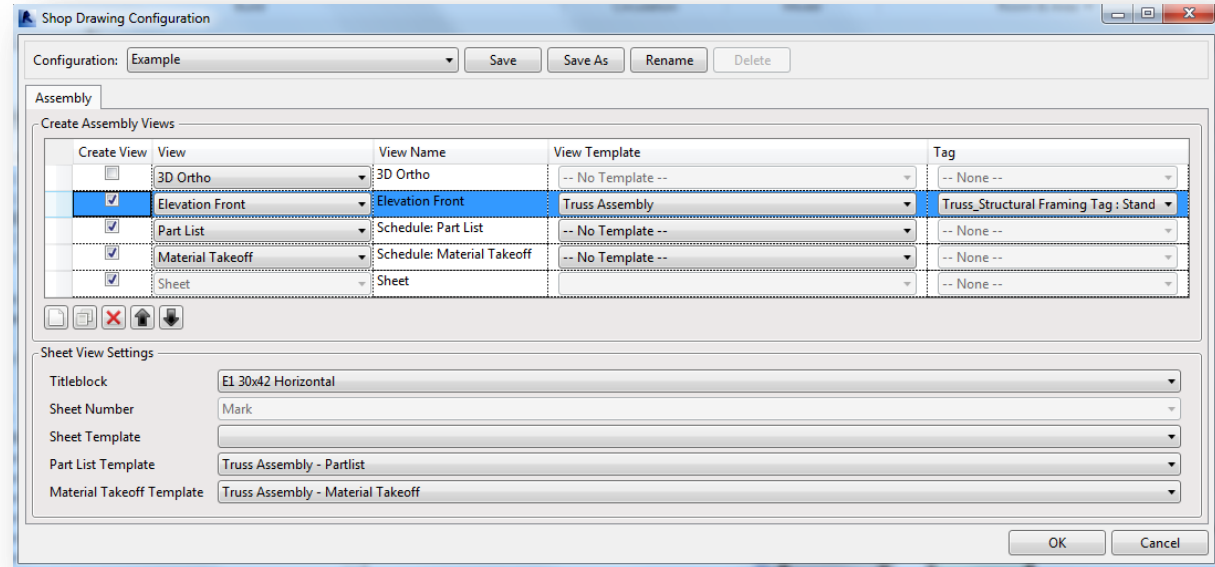 Shop Drawing Configuration
Configuration: Example Save Save As Rename Delete
Assembly
Create Assembly Views
Create View View View Name View Template Tag
3D Ortho 3D Ortho -- No Template -- -- None --
Elevation Front Elevation Front Truss Assembly Truss_Structural Framing Tag : Stand
Part List Schedule: Part List -- No Template -- -- None --
Material Takeoff Schedule: Material Takeoff -- No Template -- -- None --
Sheet Sheet -- None --
Sheet View Settings
Titleblock E1 30x42 Horizontal
Sheet Number Mark
Sheet Template
Part List Template Truss Assembly - Partlist
Material Takeoff Template Truss Assembly - Material Takeoff
OK Cancel